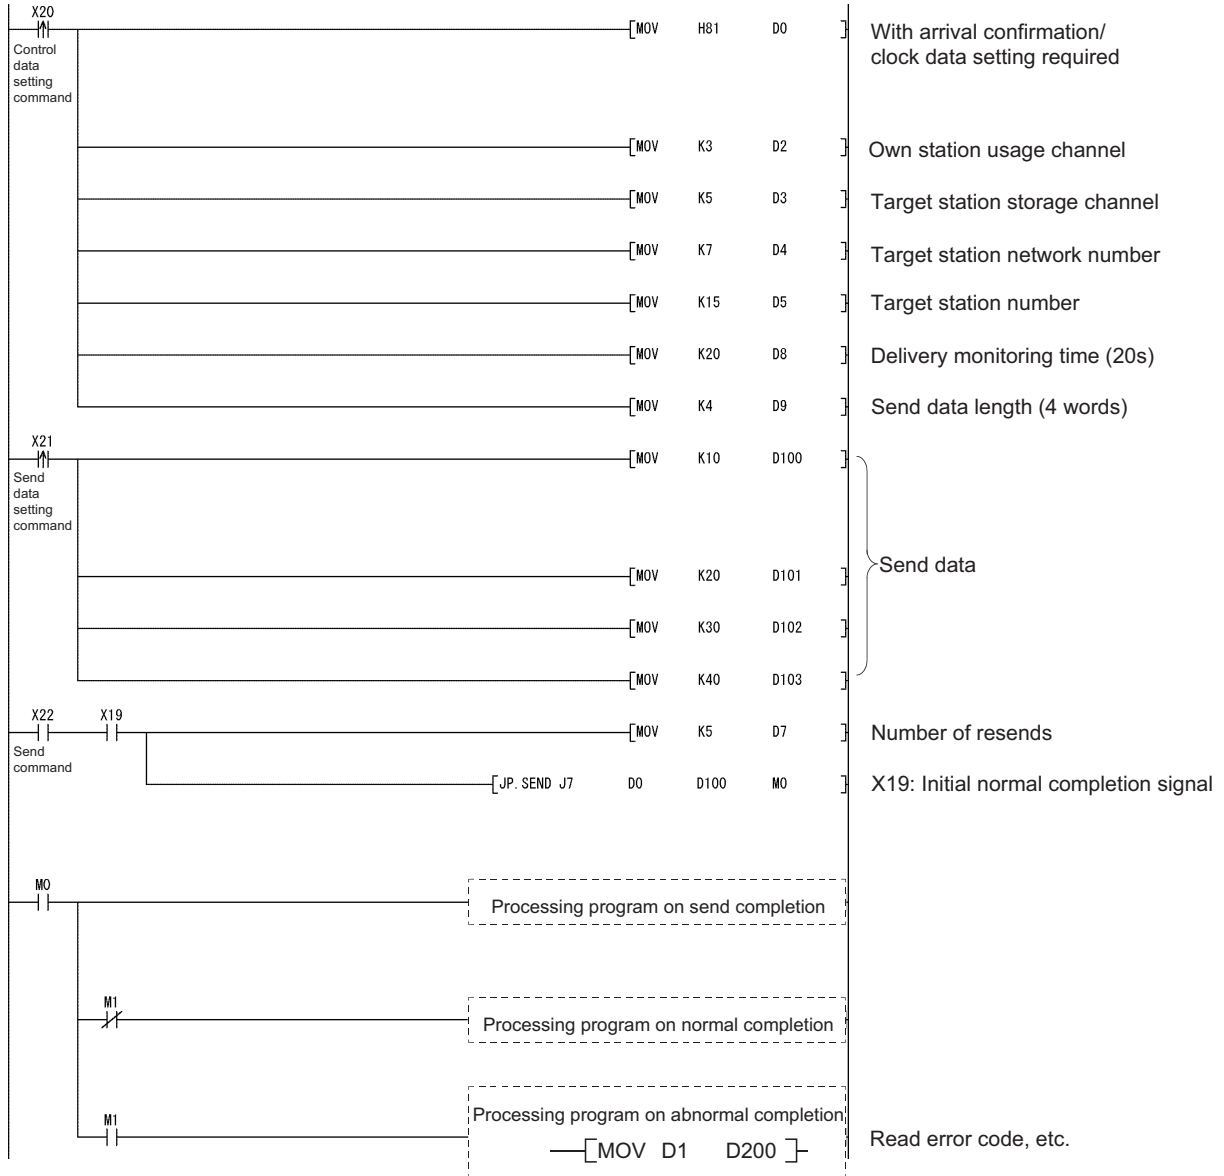 X20
MOV H81 D0
With arrival confirmation/
clock data setting required
Control
data
setting
command
MOV K3 D2
Own station usage channel
MOV K5 D3
Target station storage channel
MOV K7 D4
Target station network number
MOV K15 D5
Target station number
MOV K20 D8
Delivery monitoring time (20s)
MOV K4 D9
Send data length (4 words)
X21
MOV K10 D100
Send
data
setting
command
Send data
MOV K20 D101
MOV K30 D102
MOV K40 D103
X22 X19
MOV K5 D7
Number of resends
Send
command
JP.SEND J7 D0 D100 M0
X19: Initial normal completion signal
M0
Processing program on send completion
M1
Processing program on normal completion
M1
Processing program on abnormal completion
MOV D1 D200
Read error code, etc.